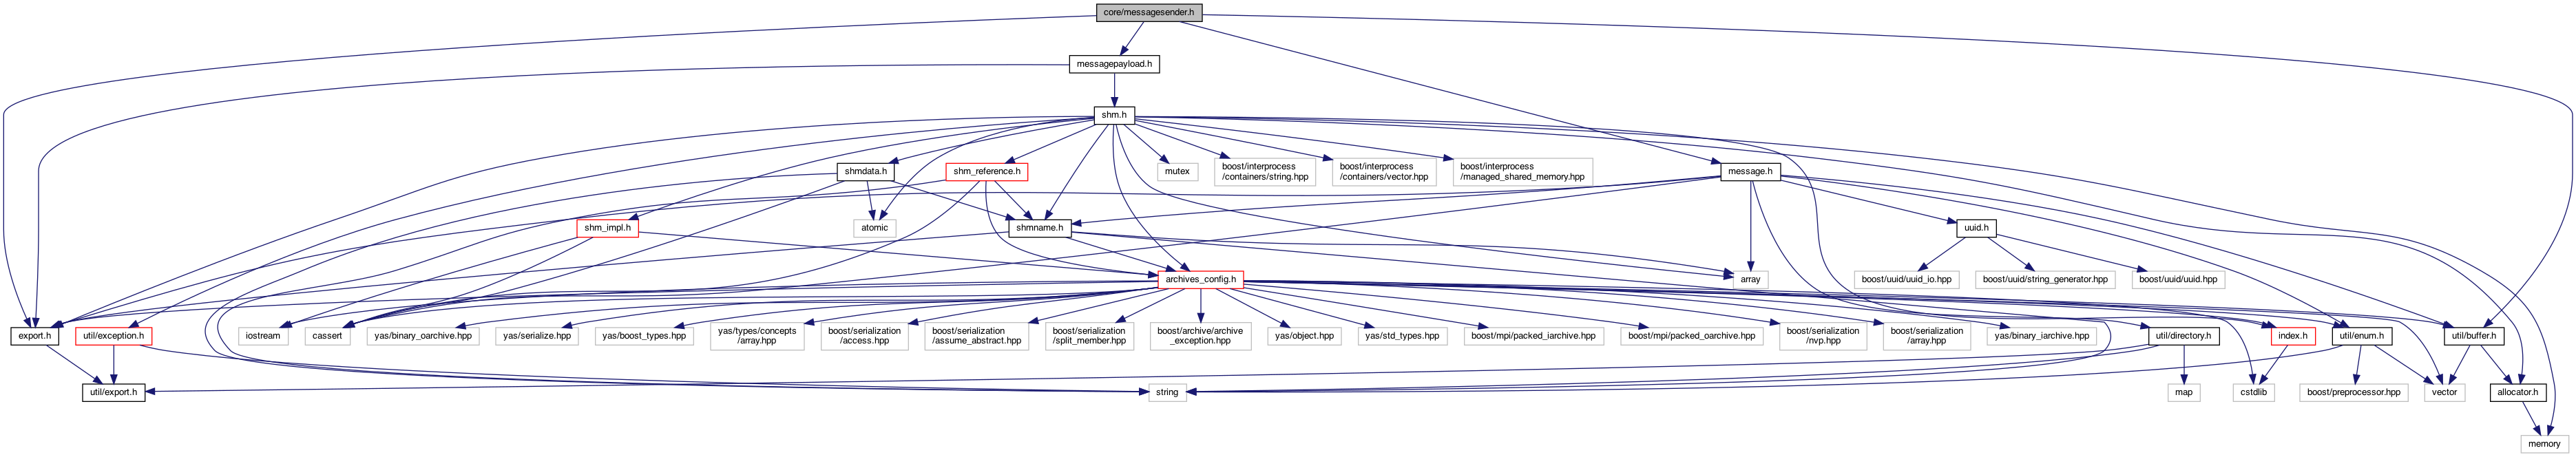 core/messagesender.h
messagepayload.h
shm.h
shmdata.h
shm_reference.h
mutex
boost/interprocess
/containers/string.hpp
boost/interprocess
/containers/vector.hpp
boost/interprocess
/managed_shared_memory.hpp
message.h
shm_impl.h
atomic
shmname.h
uuid.h
archives_config.h
array
boost/uuid/uuid_io.hpp
boost/uuid/string_generator.hpp
boost/uuid/uuid.hpp
export.h
util/exception.h
iostream
cassert
yas/binary_oarchive.hpp
yas/serialize.hpp
yas/boost_types.hpp
yas/types/concepts
/array.hpp
boost/serialization
/access.hpp
boost/serialization
/assume_abstract.hpp
boost/serialization
/split_member.hpp
boost/archive/archive
_exception.hpp
yas/object.hpp
yas/std_types.hpp
boost/mpi/packed_iarchive.hpp
boost/mpi/packed_oarchive.hpp
boost/serialization
/nvp.hpp
boost/serialization
/array.hpp
yas/binary_iarchive.hpp
util/directory.h
index.h
util/enum.h
util/buffer.h
util/export.h
string
map
cstdlib
boost/preprocessor.hpp
vector
allocator.h
memory